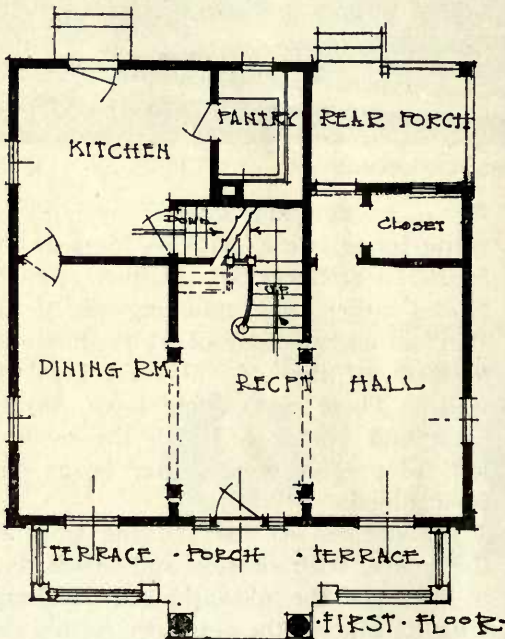 PANTRY REAR PORCH
KITCHEN
DOWN
CLOSET
UP
DINING RM. RECPT HALL
TERRACE · PORCH · TERRACE
· FIRST · FLOOR ·